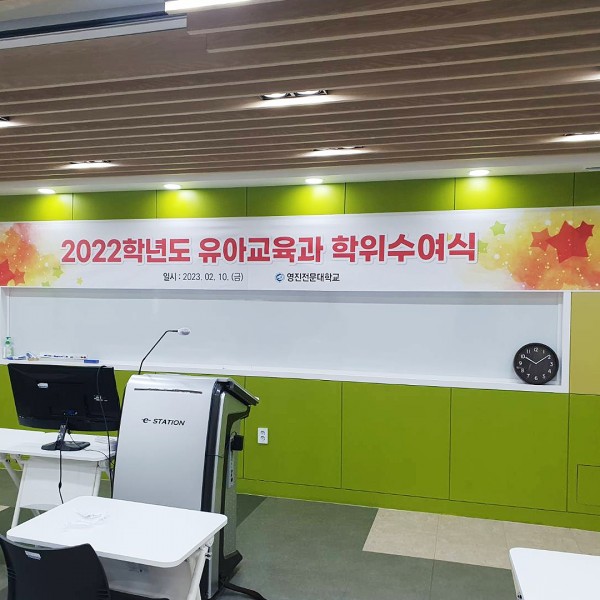 2022학년도 유아교육과 학위수여식
일시 : 2023. 02. 10. (금) 영진전문대학교
e-STATION